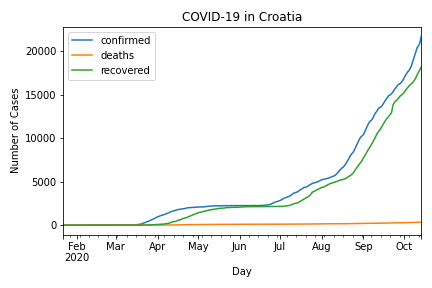 COVID-19 in Croatia
confirmed
deaths
recovered
Number of Cases
20000
15000
10000
5000
0
Feb Mar Apr May Jun Jul Aug Sep Oct
2020
Day